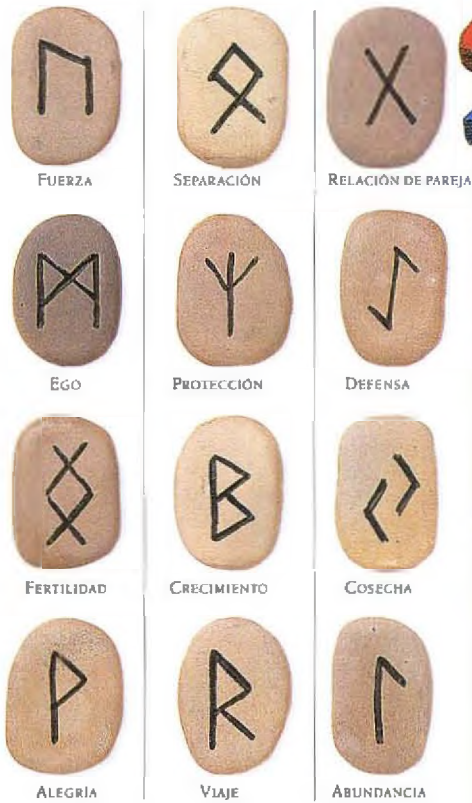 ᚢ ᛟ ᚷ
FUERZA SEPARACIÓN RELACIÓN DE PAREJA
ᛗ ᛉ ᛇ
EGO PROTECCIÓN DEFENSA
ᛝ ᛒ ᛃ
FERTILIDAD CRECIMIENTO COSECHA
ᚹ ᚱ ᛚ
ALEGRÍA VIAJE ABUNDANCIA